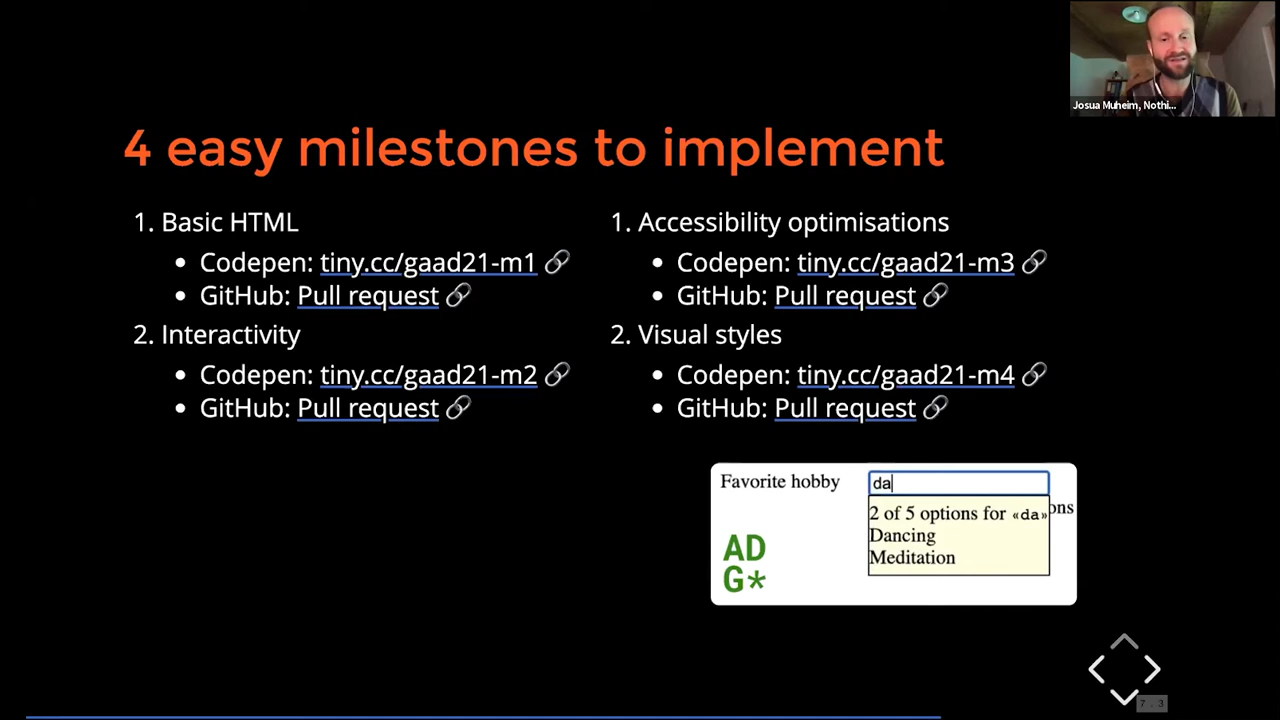 Josua Muheim, Nothi...
4 easy milestones to implement
1. Basic HTML
• Codepen: tiny.cc/gaad21-m1
• GitHub: Pull request
2. Interactivity
• Codepen: tiny.cc/gaad21-m2
• GitHub: Pull request
1. Accessibility optimisations
• Codepen: tiny.cc/gaad21-m3
• GitHub: Pull request
2. Visual styles
• Codepen: tiny.cc/gaad21-m4
• GitHub: Pull request
Favorite hobby
da
ons
2 of 5 options for «da»
Dancing
Meditation
AD
G*
7.3